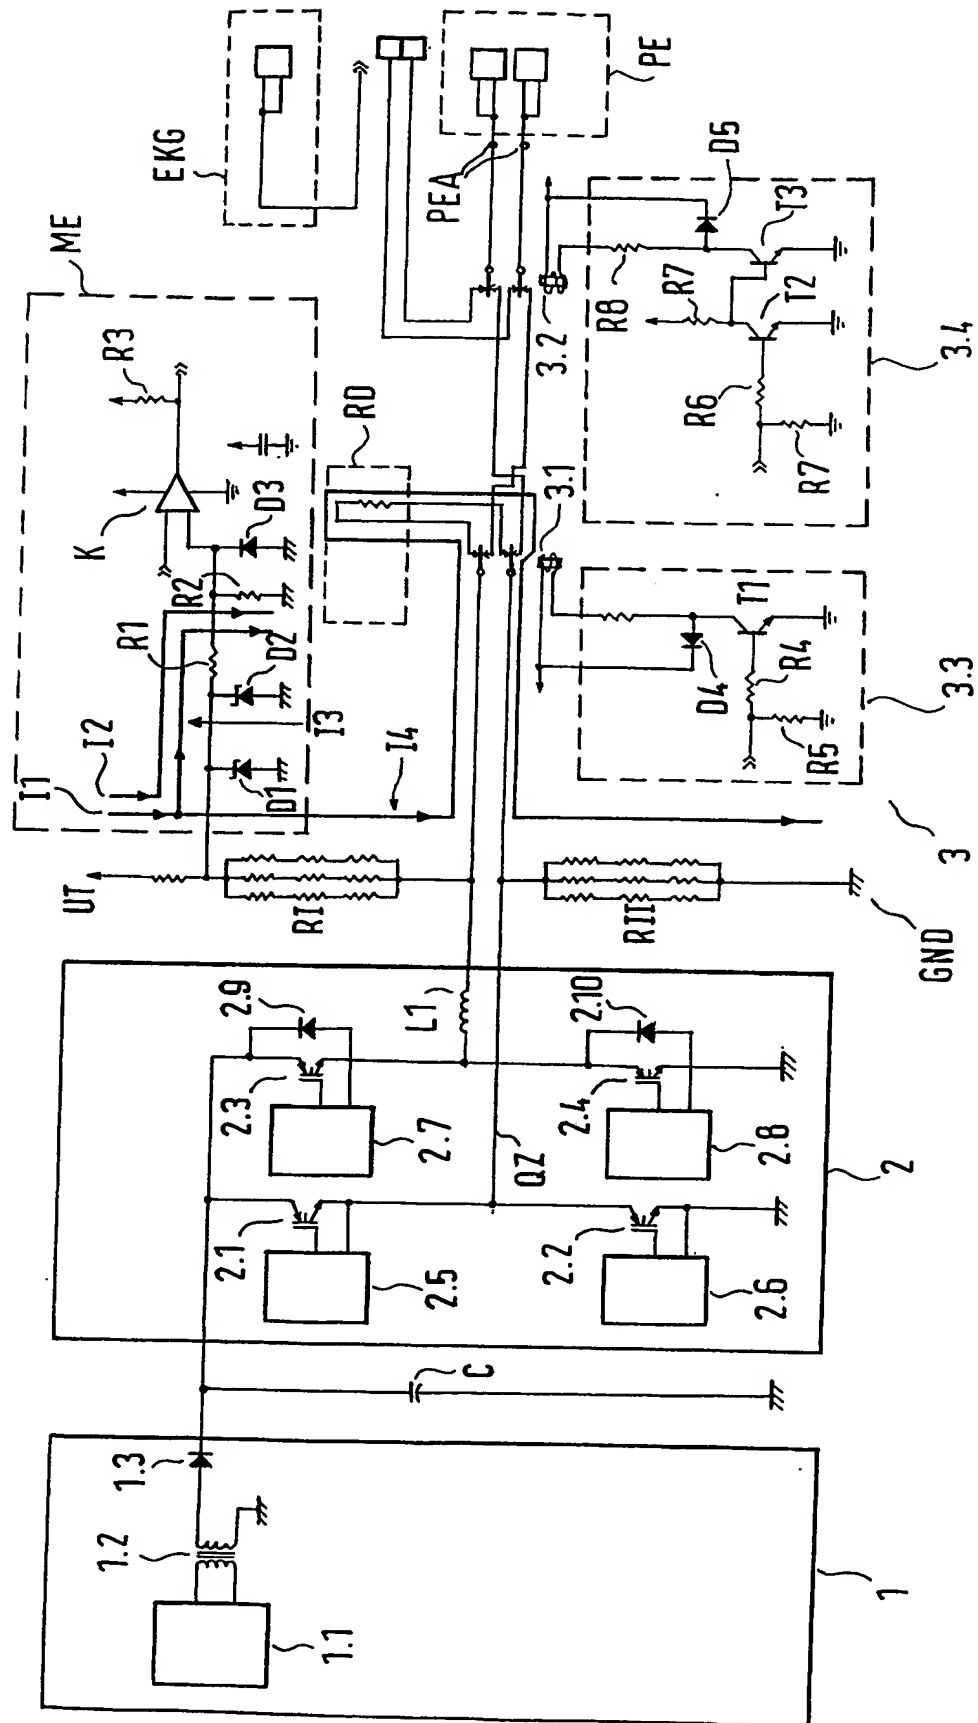 EKG
PE
PEA
ME
K
R3
D3
R2
R1
D2
D1
I1
I2
I3
I4
RD
3.1
3.2
R8
D5
R7
T3
T2
R6
R7
3.4
T1
D4
R4
R5
3.3
3
UT
RI
RII
GND
L1
QZ
2.9
2.3
2.7
2.10
2.4
2.8
2.1
2.5
2.2
2.6
2
C
1.3
1.2
1.1
1